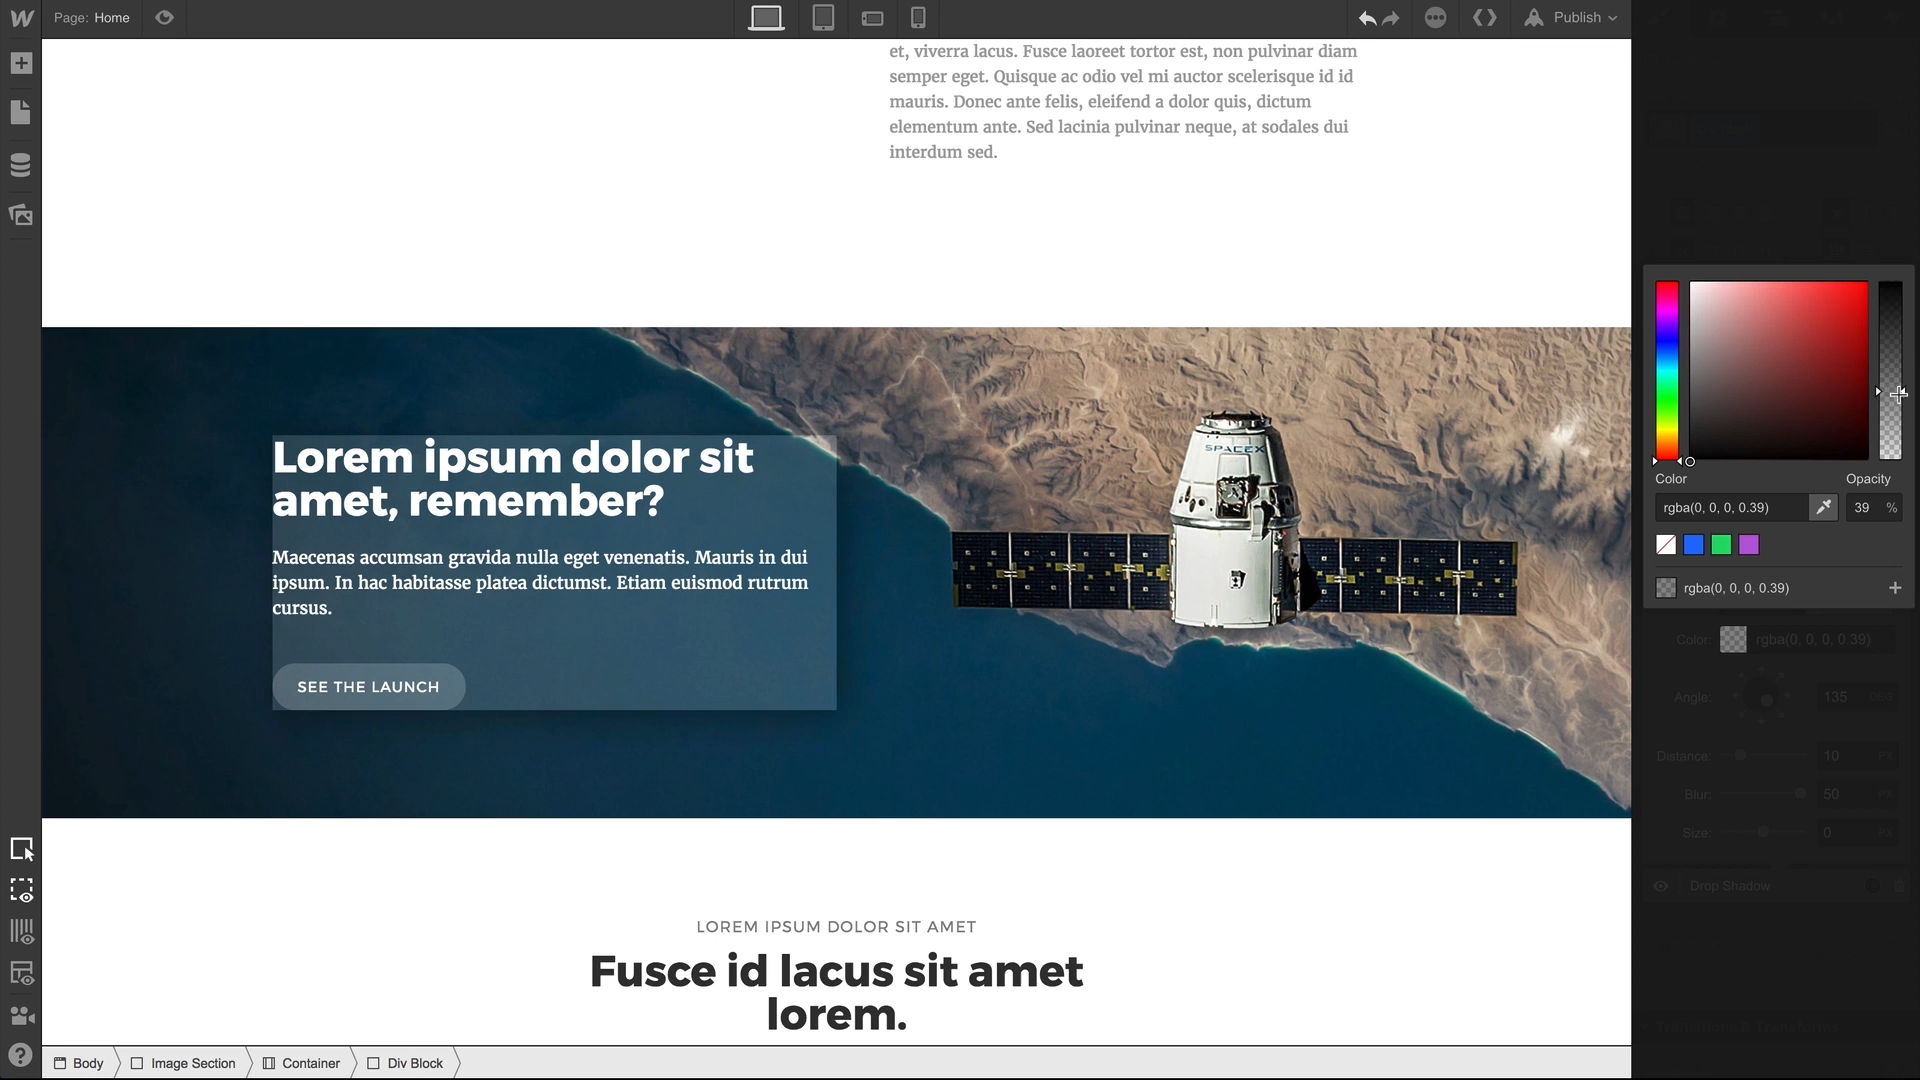 Page: Home
Publish
et, viverra lacus. Fusce laoreet tortor est, non pulvinar diam
semper eget. Quisque ac odio vel mi auctor scelerisque id id
mauris. Donec ante felis, eleifend a dolor quis, dictum
elementum ante. Sed lacinia pulvinar neque, at sodales dui
interdum sed.
SPACEX
Lorem ipsum dolor sit
amet, remember?
Maecenas accumsan gravida nulla eget venenatis. Mauris in dui
ipsum. In hac habitasse platea dictumst. Etiam euismod rutrum
cursus.
SEE THE LAUNCH
LOREM IPSUM DOLOR SIT AMET
Fusce id lacus sit amet
lorem.
Body
Image Section
Container
Div Block
Color
Opacity
rgba(0, 0, 0, 0.39)
39 %
rgba(0, 0, 0, 0.39)
Color: rgba(0, 0, 0, 0.39)
Angle: 135 DEG
Distance: 10 PX
Blur: 50 PX
Size: 0 PX
Drop Shadow
Transitions & Transforms